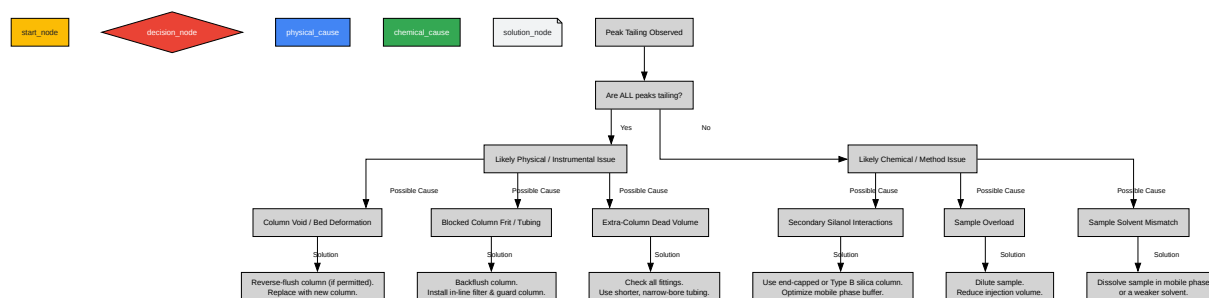 start_node
decision_node
physical_cause
chemical_cause
solution_node
Peak Tailing Observed
Are ALL peaks tailing?
Yes
No
Likely Physical / Instrumental Issue
Likely Chemical / Method Issue
Possible Cause
Possible Cause
Possible Cause
Possible Cause
Possible Cause
Possible Cause
Column Void / Bed Deformation
Blocked Column Frit / Tubing
Extra-Column Dead Volume
Secondary Silanol Interactions
Sample Overload
Sample Solvent Mismatch
Solution
Solution
Solution
Solution
Solution
Solution
Reverse-flush column (if permitted).
Replace with new column.
Backflush column.
Install in-line filter & guard column.
Check all fittings.
Use shorter, narrow-bore tubing.
Use end-capped or Type B silica column.
Optimize mobile phase buffer.
Dilute sample.
Reduce injection volume.
Dissolve sample in mobile phase
or a weaker solvent.